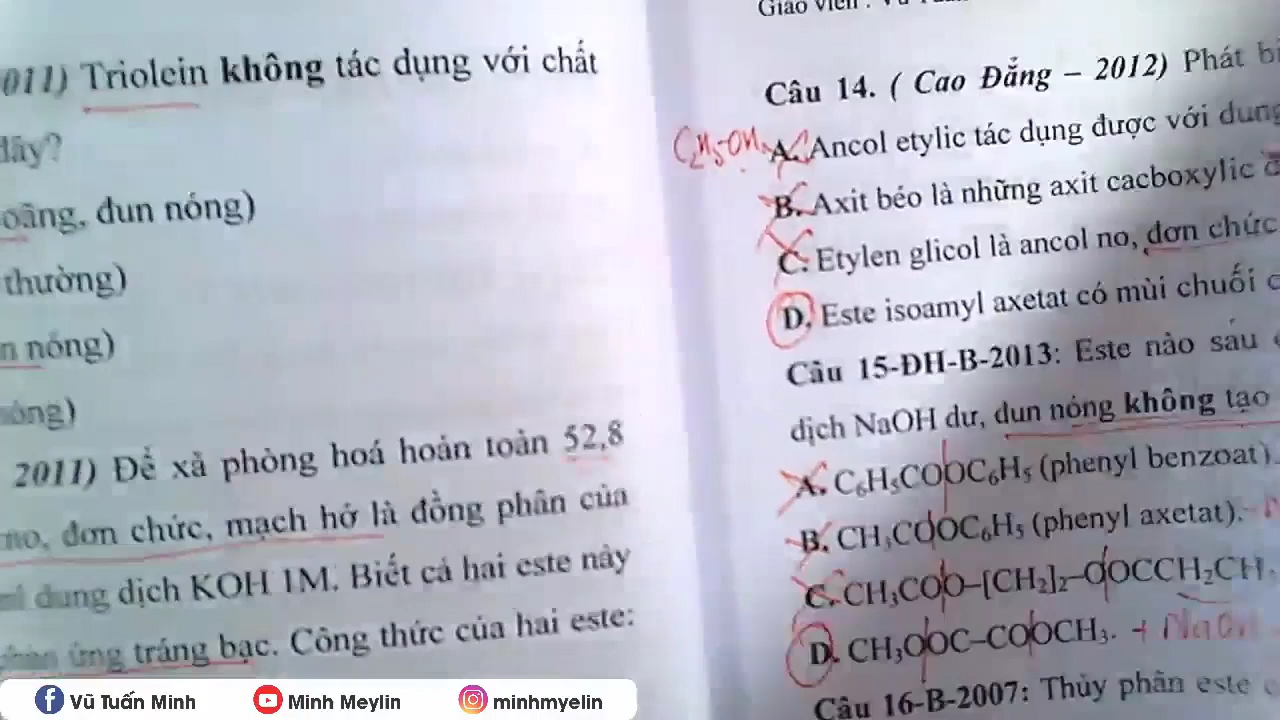 011) Triolein không tác dụng với chất
đây?
oãng, đun nóng)
thường)
n nóng)
nóng)
2011) Để xà phòng hoá hoàn toàn 52,8
no, đơn chức, mạch hở là đồng phân của
dung dịch KOH 1M. Biết cả hai este này
ứng tráng bạc. Công thức của hai este:
Giáo viên : Vũ
Câu 14. ( Cao Đẳng – 2012) Phát
C₂H₅OH
A. Ancol etylic tác dụng được với dung
B. Axit béo là những axit cacboxylic
C. Etylen glicol là ancol no, đơn chức
D. Este isoamyl axetat có mùi chuối
Câu 15-ĐH-B-2013: Este nào sau
dịch NaOH dư, đun nóng không tạo
A. C₆H₅COOC₆H₅ (phenyl benzoat).
B. CH₃COOC₆H₅ (phenyl axetat).
C. CH₃COO–[CH₂]₂–OOCCH₂CH
D. CH₃OOC–COOCH₃. + NaOH
Câu 16-B-2007: Thủy phân este
Vũ Tuấn Minh
Minh Meylin
minhmyelin